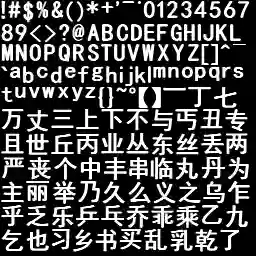 !#$%&()*+'¨¯·01234567
89<>?@ABCDEFGHIJKL
MNOPQRSTUVWXYZ[]^¯
`abcdefghijklmnopqrs
tuvwxyz{}~°【】一丁七
万丈三上下不与丐丑专
且世丘丙业丛东丝丢两
严丧个中丰串临丸丹为
主丽举乃久么义之乌乍
乎乏乐乒乓乔乖乘乙九
乞也习乡书买乱乳乾了